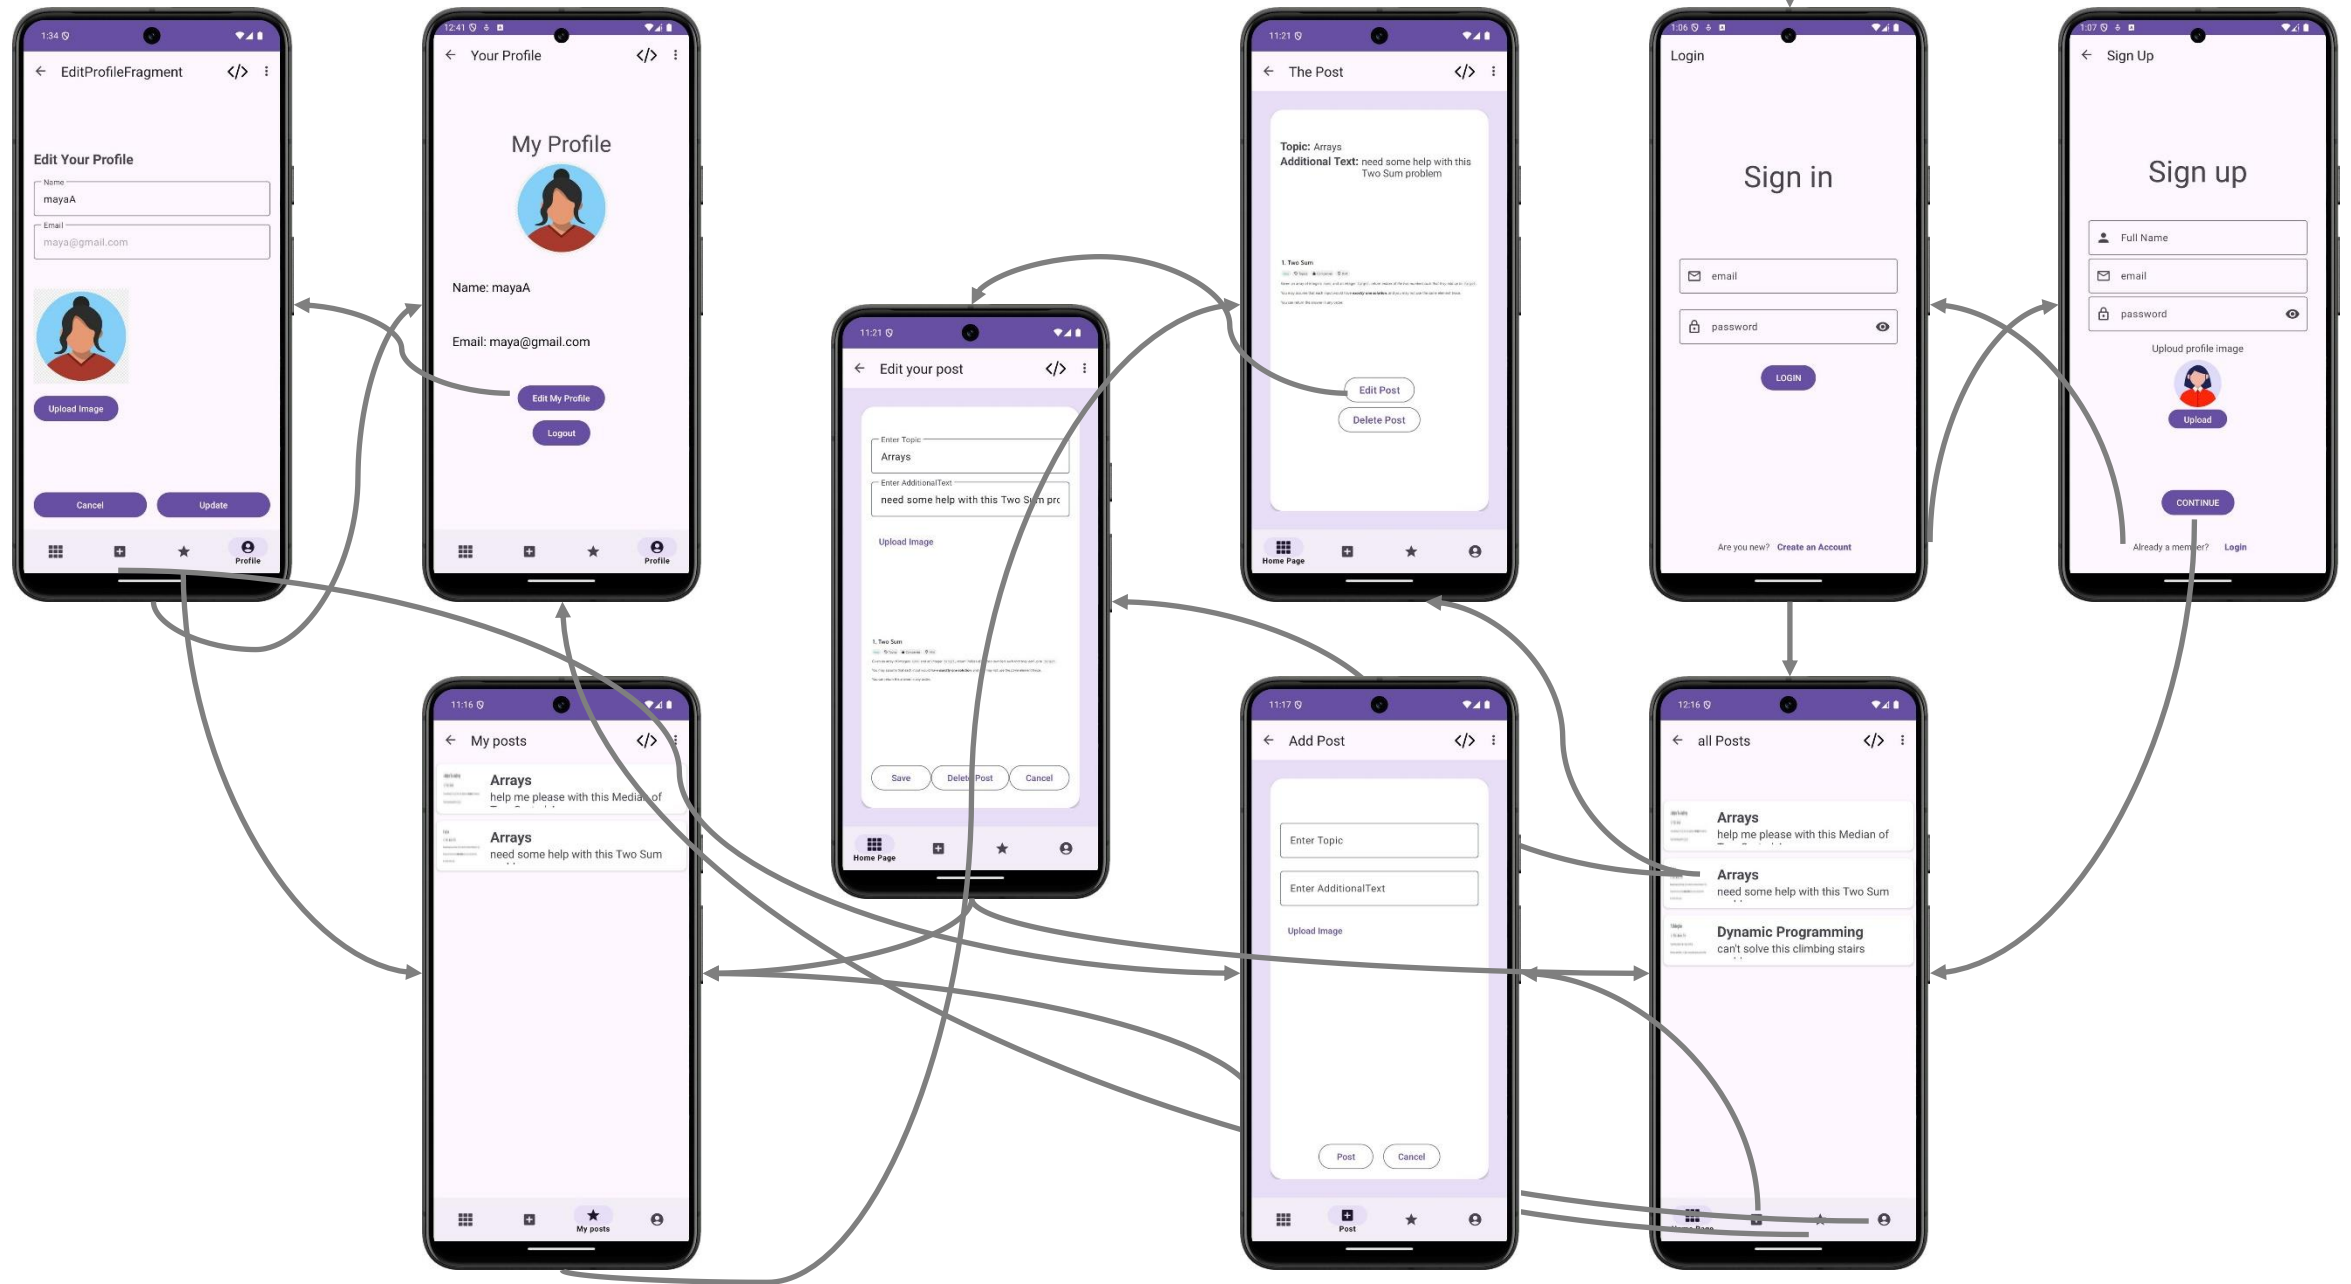 1:34
EditProfileFragment
</>
Edit Your Profile
Name
mayaA
Email
maya@gmail.com
Upload Image
Cancel
Update
Profile
12:41
Your Profile
</>
My Profile
Name: mayaA
Email: maya@gmail.com
Edit My Profile
Logout
Profile
11:21
Edit your post
</>
Enter Topic
Arrays
Enter AdditionalText
need some help with this Two Sum pro
Upload Image
1. Two Sum
Save
Delete Post
Cancel
Home Page
11:21
The Post
</>
Topic: Arrays
Additional Text: need some help with this
Two Sum problem
1. Two Sum
Edit Post
Delete Post
Home Page
1:06
Login
Sign in
email
password
LOGIN
Are you new? Create an Account
1:07
Sign Up
Sign up
Full Name
email
password
Uploud profile image
Upload
CONTINUE
Already a member? Login
11:16
My posts
</>
Arrays
help me please with this Median of
Arrays
need some help with this Two Sum
My posts
11:17
Add Post
</>
Enter Topic
Enter AdditionalText
Upload Image
Post
Cancel
Post
12:16
all Posts
</>
Arrays
help me please with this Median of
Arrays
need some help with this Two Sum
Dynamic Programming
can't solve this climbing stairs